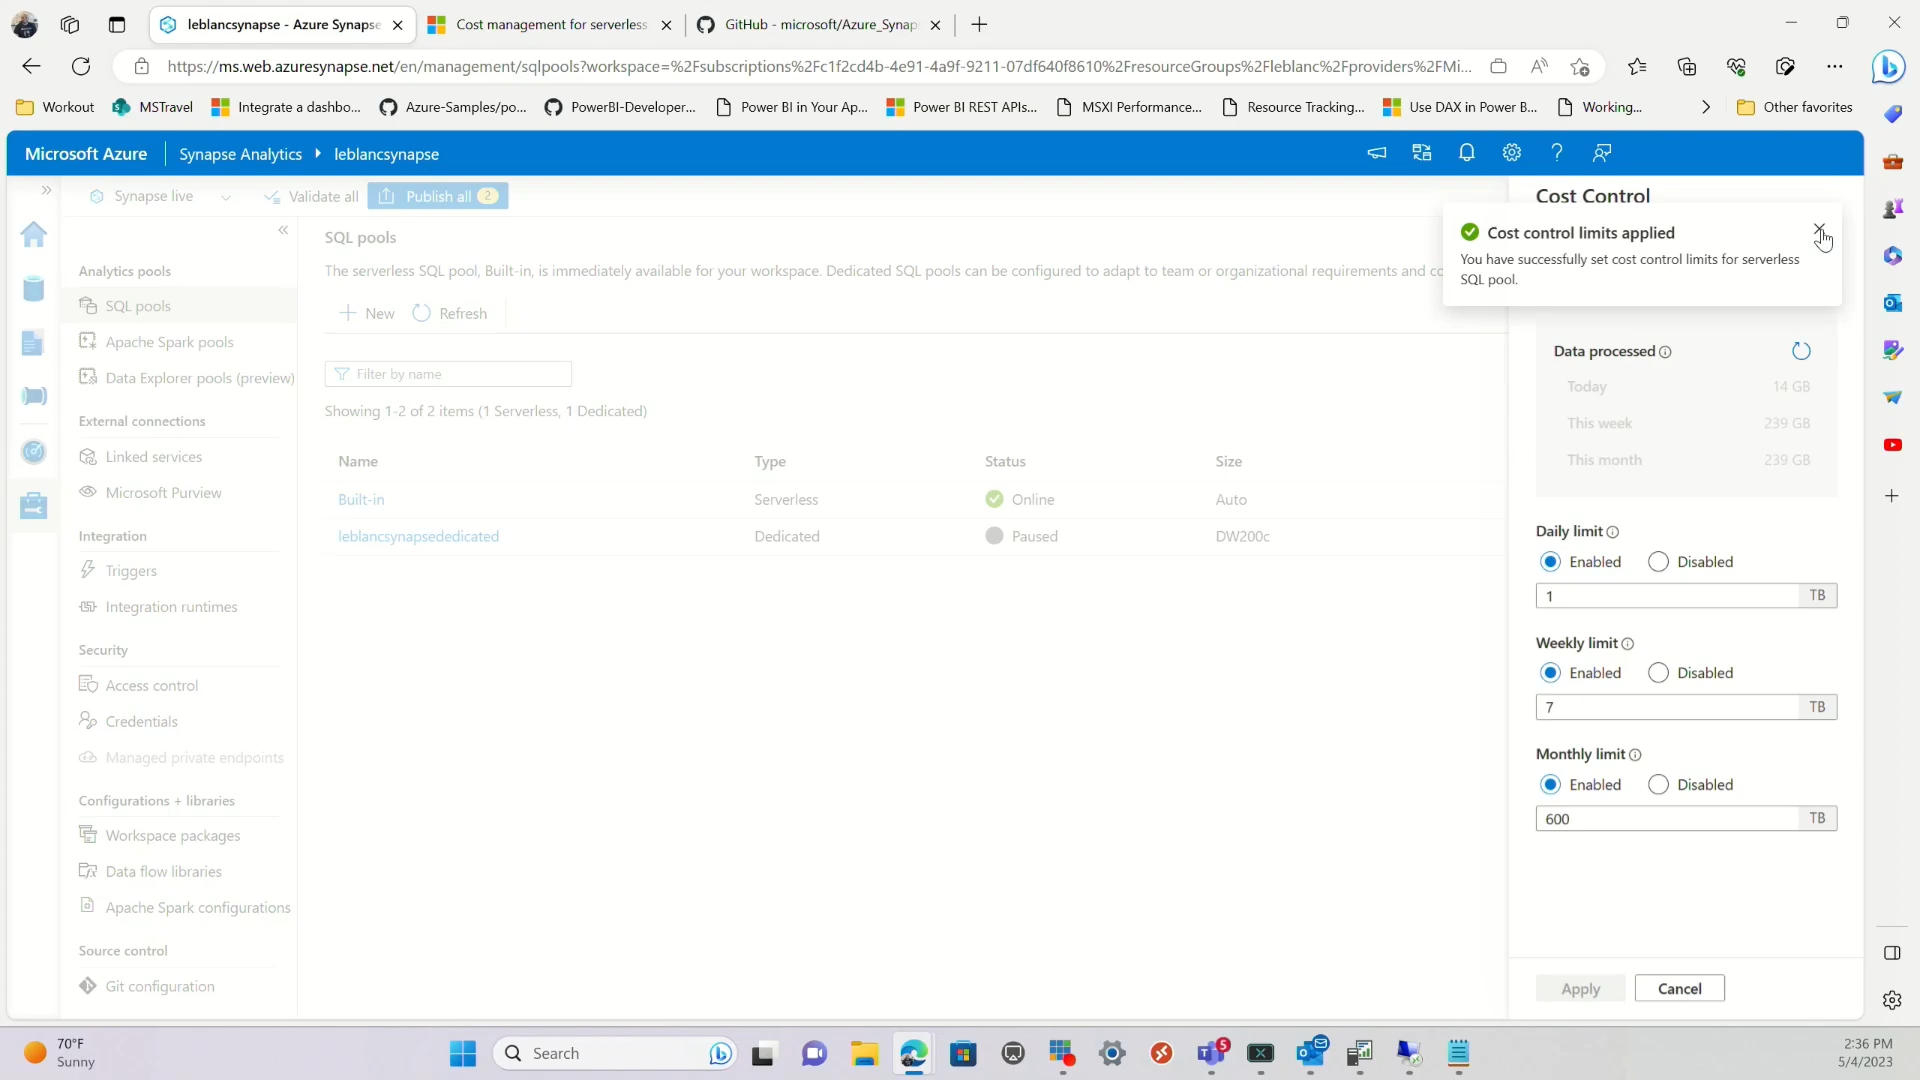 leblancsynapse - Azure Synapse
Cost management for serverless
GitHub - microsoft/Azure_Synap
https://ms.web.azuresynapse.net/en/management/sqlpools?workspace=%2Fsubscriptions%2Fc1f2cd4b-4e91-4a9f-9211-07df640f8610%2FresourceGroups%2Fleblanc%2Fproviders%2FMi...
Workout
MSTravel
Integrate a dashbo...
Azure-Samples/po...
PowerBI-Developer...
Power BI in Your Ap...
Power BI REST APIs...
MSXI Performance...
Resource Tracking...
Use DAX in Power B...
Working...
Other favorites
Microsoft Azure
Synapse Analytics
leblancsynapse
Synapse live
Validate all
Publish all 2
Analytics pools
SQL pools
Apache Spark pools
Data Explorer pools (preview)
External connections
Linked services
Microsoft Purview
Integration
Triggers
Integration runtimes
Security
Access control
Credentials
Managed private endpoints
Configurations + libraries
Workspace packages
Data flow libraries
Apache Spark configurations
Source control
Git configuration
SQL pools
The serverless SQL pool, Built-in, is immediately available for your workspace. Dedicated SQL pools can be configured to adapt to team or organizational requirements and co
New
Refresh
Filter by name
Showing 1-2 of 2 items (1 Serverless, 1 Dedicated)
Name Type Status Size
Built-in Serverless Online Auto
leblancsynapsededicated Dedicated Paused DW200c
Cost Control
Cost control limits applied
You have successfully set cost control limits for serverless
SQL pool.
Data processed
Today 14 GB
This week 239 GB
This month 239 GB
Daily limit
Enabled Disabled
1 TB
Weekly limit
Enabled Disabled
7 TB
Monthly limit
Enabled Disabled
600 TB
Apply Cancel
70°F
Sunny
Search
5
2:36 PM
5/4/2023